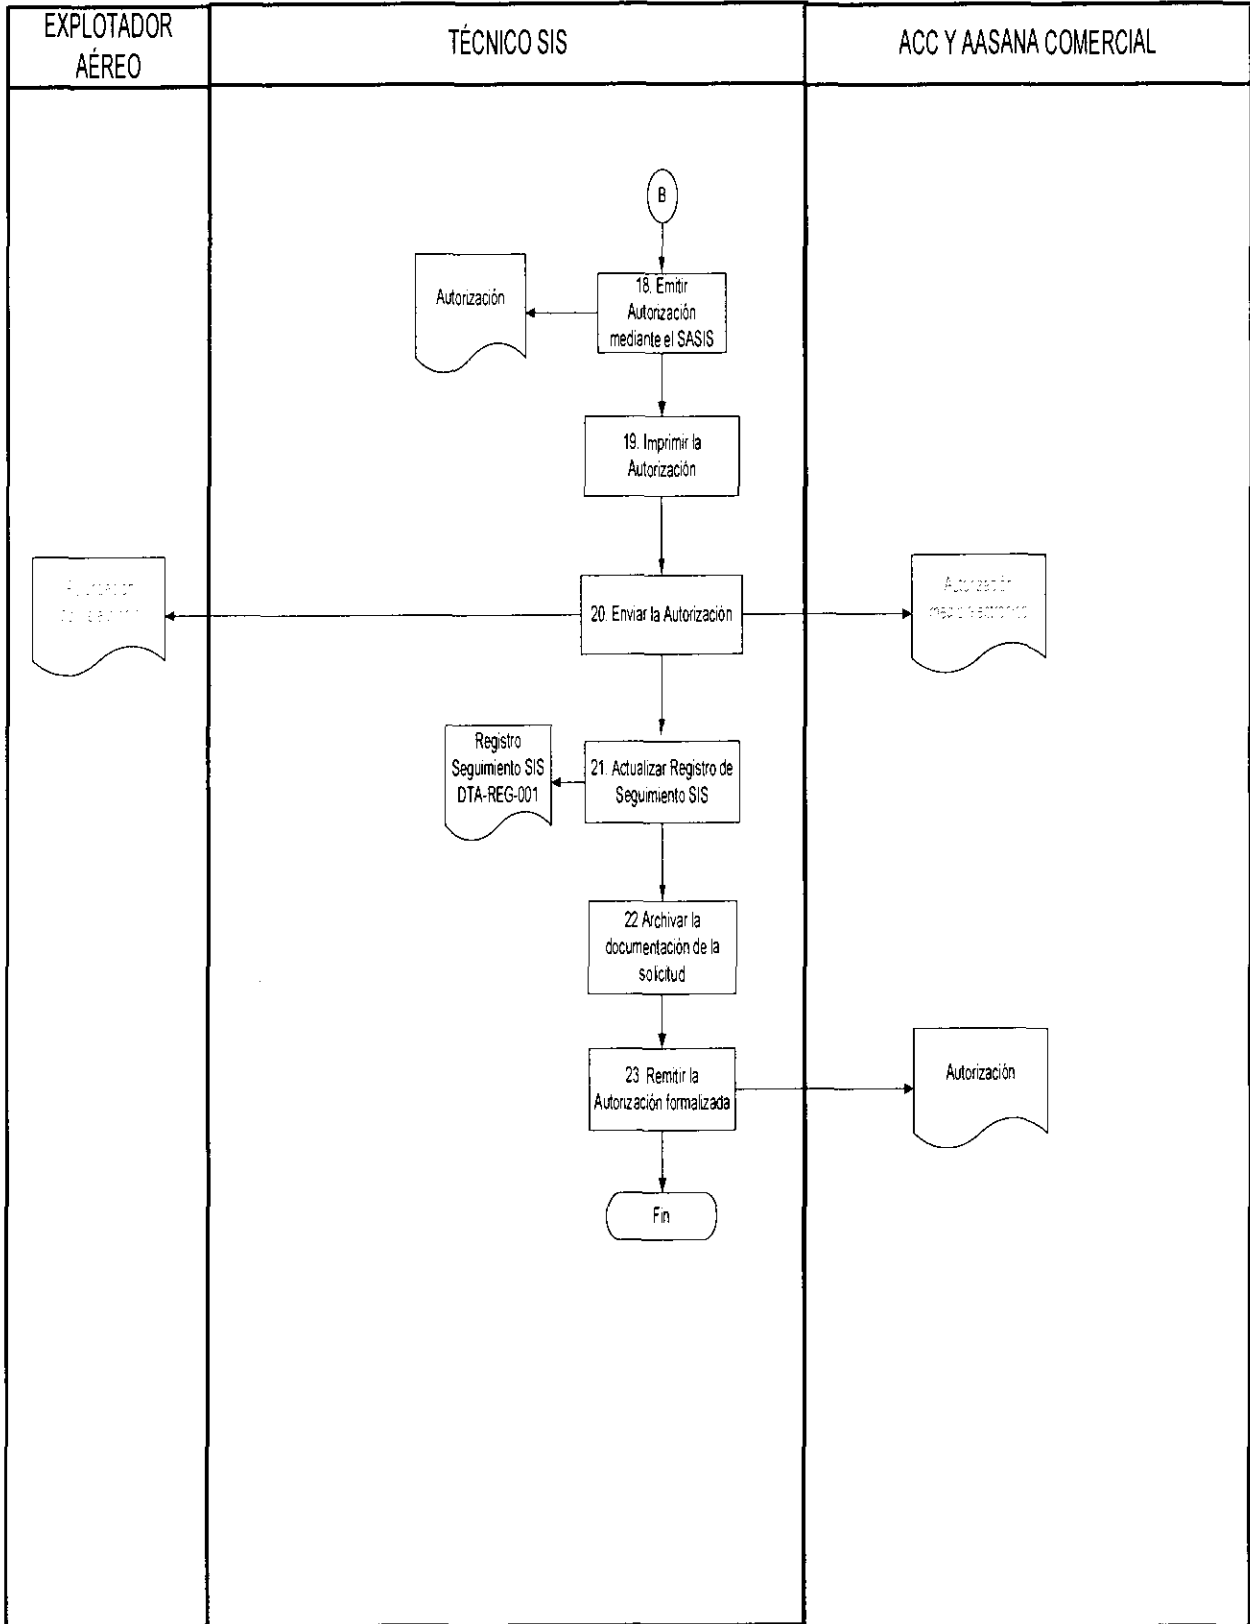 EXPLOTADOR
AÉREO
TÉCNICO SIS
ACC Y AASANA COMERCIAL
B
Autorización
18. Emitir
Autorización
mediante el SASIS
19. Imprimir la
Autorización
20. Enviar la Autorización
Autorización
Registro
Seguimiento SIS
DTA-REG-001
21. Actualizar Registro de
Seguimiento SIS
22 Archivar la
documentación de la
solicitud
23 Remitir la
Autorización formalizada
Autorización
Fin